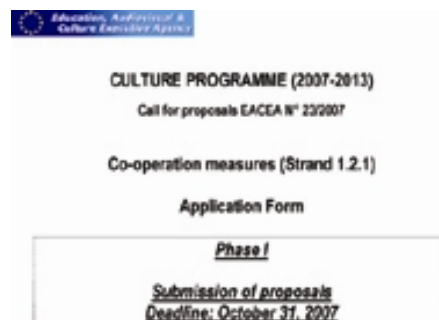 Education, Audiovisual &
Culture Executive Agency
CULTURE PROGRAMME (2007-2013)
Call for proposals EACEA N° 23/2007
Co-operation measures (Strand 1.2.1)
Application Form
Phase I
Submission of proposals
Deadline: October 31, 2007